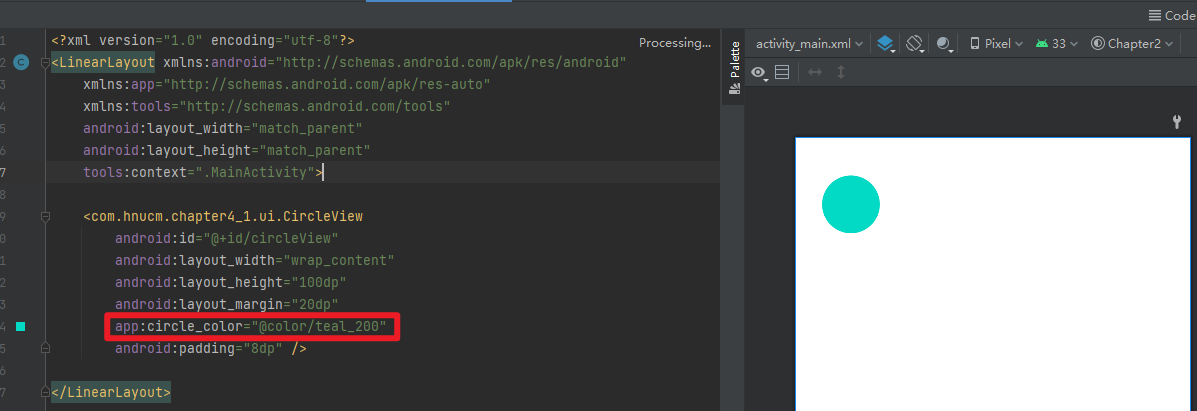 Code
1 <?xml version="1.0" encoding="utf-8"?>
Processing...
Palette
activity_main.xml
Pixel
33
Chapter2
2 C <LinearLayout xmlns:android="http://schemas.android.com/apk/res/android"
3 xmlns:app="http://schemas.android.com/apk/res-auto"
4 xmlns:tools="http://schemas.android.com/tools"
5 android:layout_width="match_parent"
6 android:layout_height="match_parent"
7 tools:context=".MainActivity">
8
9 <com.hnucm.chapter4_1.ui.CircleView
0 android:id="@+id/circleView"
1 android:layout_width="wrap_content"
2 android:layout_height="100dp"
3 android:layout_margin="20dp"
4 app:circle_color="@color/teal_200"
5 android:padding="8dp" />
6
7 </LinearLayout>